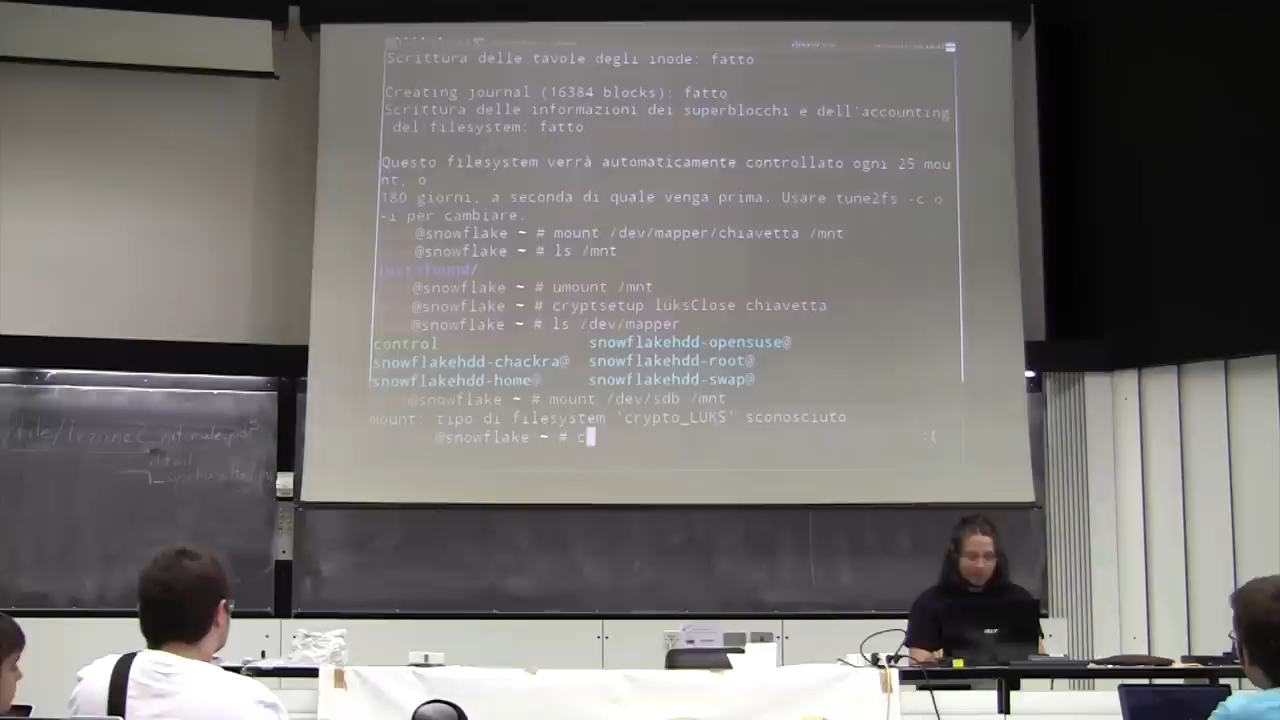 Scrittura delle tavole degli inode: fatto
Creating journal (16384 blocks): fatto
Scrittura delle informazioni dei superblocchi e dell'accounting
del filesystem: fatto
Questo filesystem verrà automaticamente controllato ogni 25 mou
nt, o
180 giorni, a seconda di quale venga prima. Usare tune2fs -c o
-i per cambiare.
@snowflake ~ # mount /dev/mapper/chiavetta /mnt
@snowflake ~ # ls /mnt
lost+found/
@snowflake ~ # umount /mnt
@snowflake ~ # cryptsetup luksClose chiavetta
@snowflake ~ # ls /dev/mapper
control snowflakehdd-opensuse@
snowflakehdd-chackra@ snowflakehdd-root@
snowflakehdd-home@ snowflakehdd-swap@
@snowflake ~ # mount /dev/sdb /mnt
mount: tipo di filesystem 'crypto_LUKS' sconosciuto
@snowflake ~ # c :(
acer